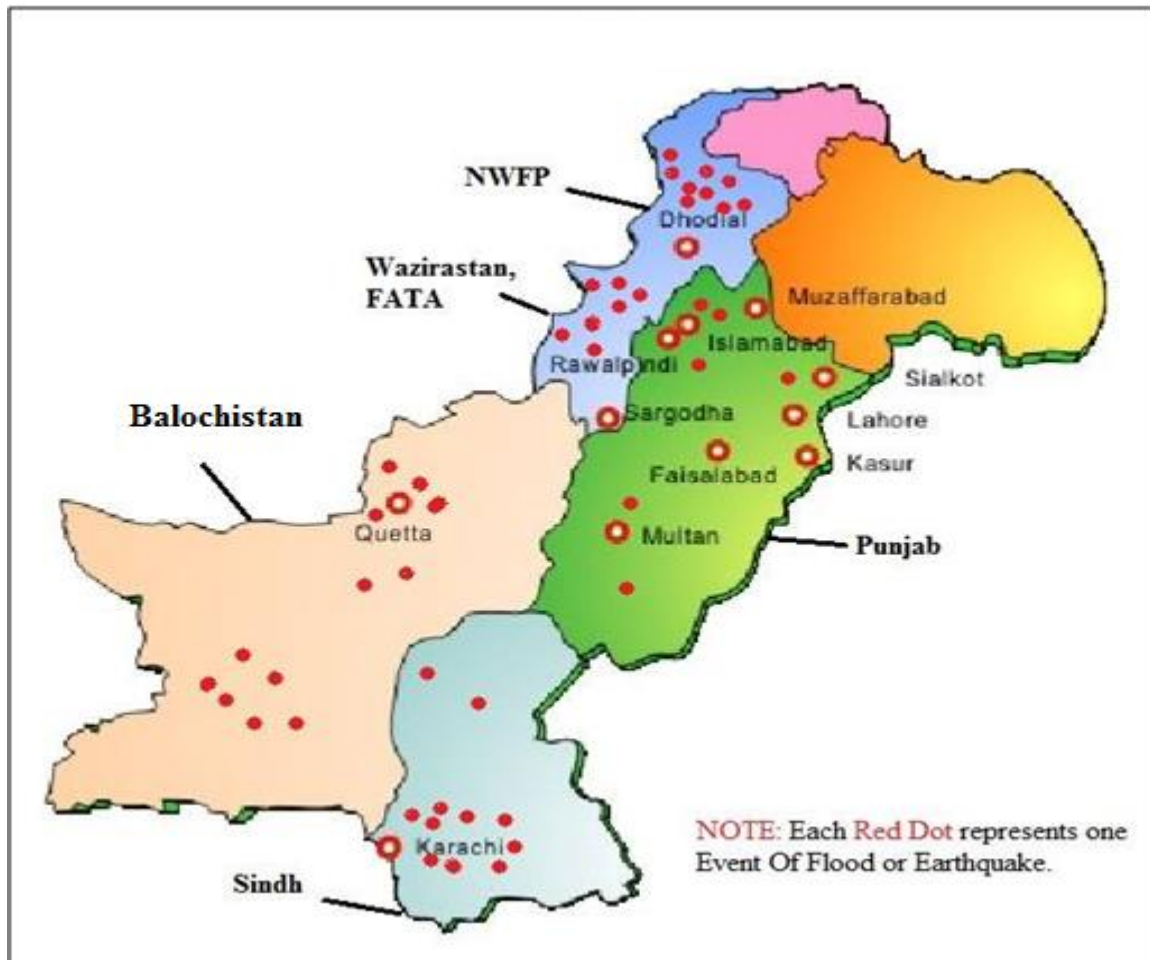 NWFP
Dhodial
Wazirastan,
FATA
Muzaffarabad
Islamabad
Rawalpindi
Sialkot
Balochistan
Sargodha
Lahore
Faisalabad
Kasur
Quetta
Multan
Punjab
NOTE: Each Red Dot represents one
Event Of Flood or Earthquake.
Karachi
Sindh